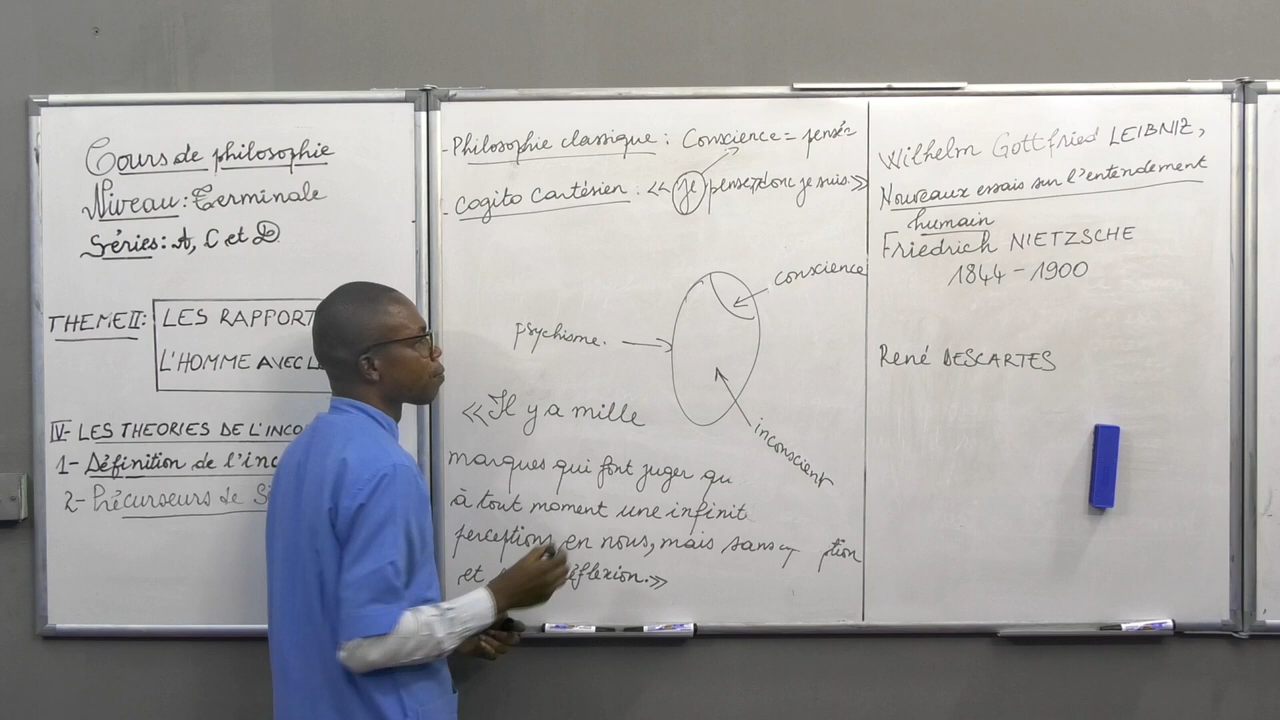 Cours de philosophie
Niveau: Terminale
Séries: A, C et D
THEME II: LES RAPPORT
L'HOMME AVEC L
IV- LES THEORIES DE L'INCO
1- Définition de l'inc
2- Précurseurs de Si
- Philosophie classique: Conscience = pensée
- Cogito Cartésien: << je pense, donc je suis.>>
conscience
psychisme.
inconscient
<< Il y a mille
marques qui font juger qu
à tout moment une infinit
perceptions en nous, mais sans ption
et éflexion.>>
Wilhelm Gottfried LEIBNIZ,
Nouveaux essais sur l'entendement
humain
Friedrich NIETZSCHE
1844 - 1900
René DESCARTES